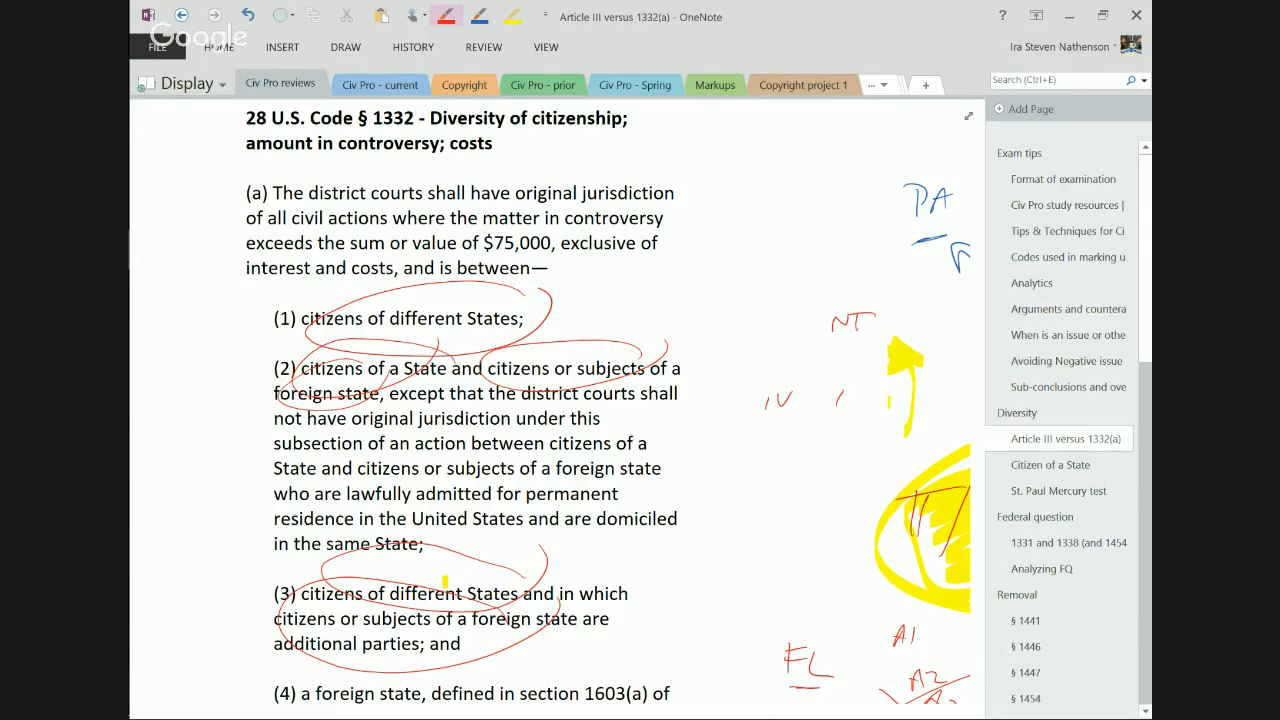 Article III versus 1332(a) - OneNote
Google
FILE HOME INSERT DRAW HISTORY REVIEW VIEW
Ira Steven Nathenson
Display Civ Pro reviews Civ Pro - current Copyright Civ Pro - prior Civ Pro - Spring Markups Copyright project 1
Search (Ctrl+E)
28 U.S. Code § 1332 - Diversity of citizenship;
amount in controversy; costs
(a) The district courts shall have original jurisdiction
of all civil actions where the matter in controversy
exceeds the sum or value of $75,000, exclusive of
interest and costs, and is between—
(1) citizens of different States;
(2) citizens of a State and citizens or subjects of a
foreign state, except that the district courts shall
not have original jurisdiction under this
subsection of an action between citizens of a
State and citizens or subjects of a foreign state
who are lawfully admitted for permanent
residence in the United States and are domiciled
in the same State;
(3) citizens of different States and in which
citizens or subjects of a foreign state are
additional parties; and
(4) a foreign state, defined in section 1603(a) of
PA
NT
IV
A1
FL
A2
Add Page
Exam tips
Format of examination
Civ Pro study resources |
Tips & Techniques for Ci
Codes used in marking u
Analytics
Arguments and countera
When is an issue or othe
Avoiding Negative issue
Sub-conclusions and ove
Diversity
Article III versus 1332(a)
Citizen of a State
St. Paul Mercury test
Federal question
1331 and 1338 (and 1454
Analyzing FQ
Removal
§ 1441
§ 1446
§ 1447
§ 1454